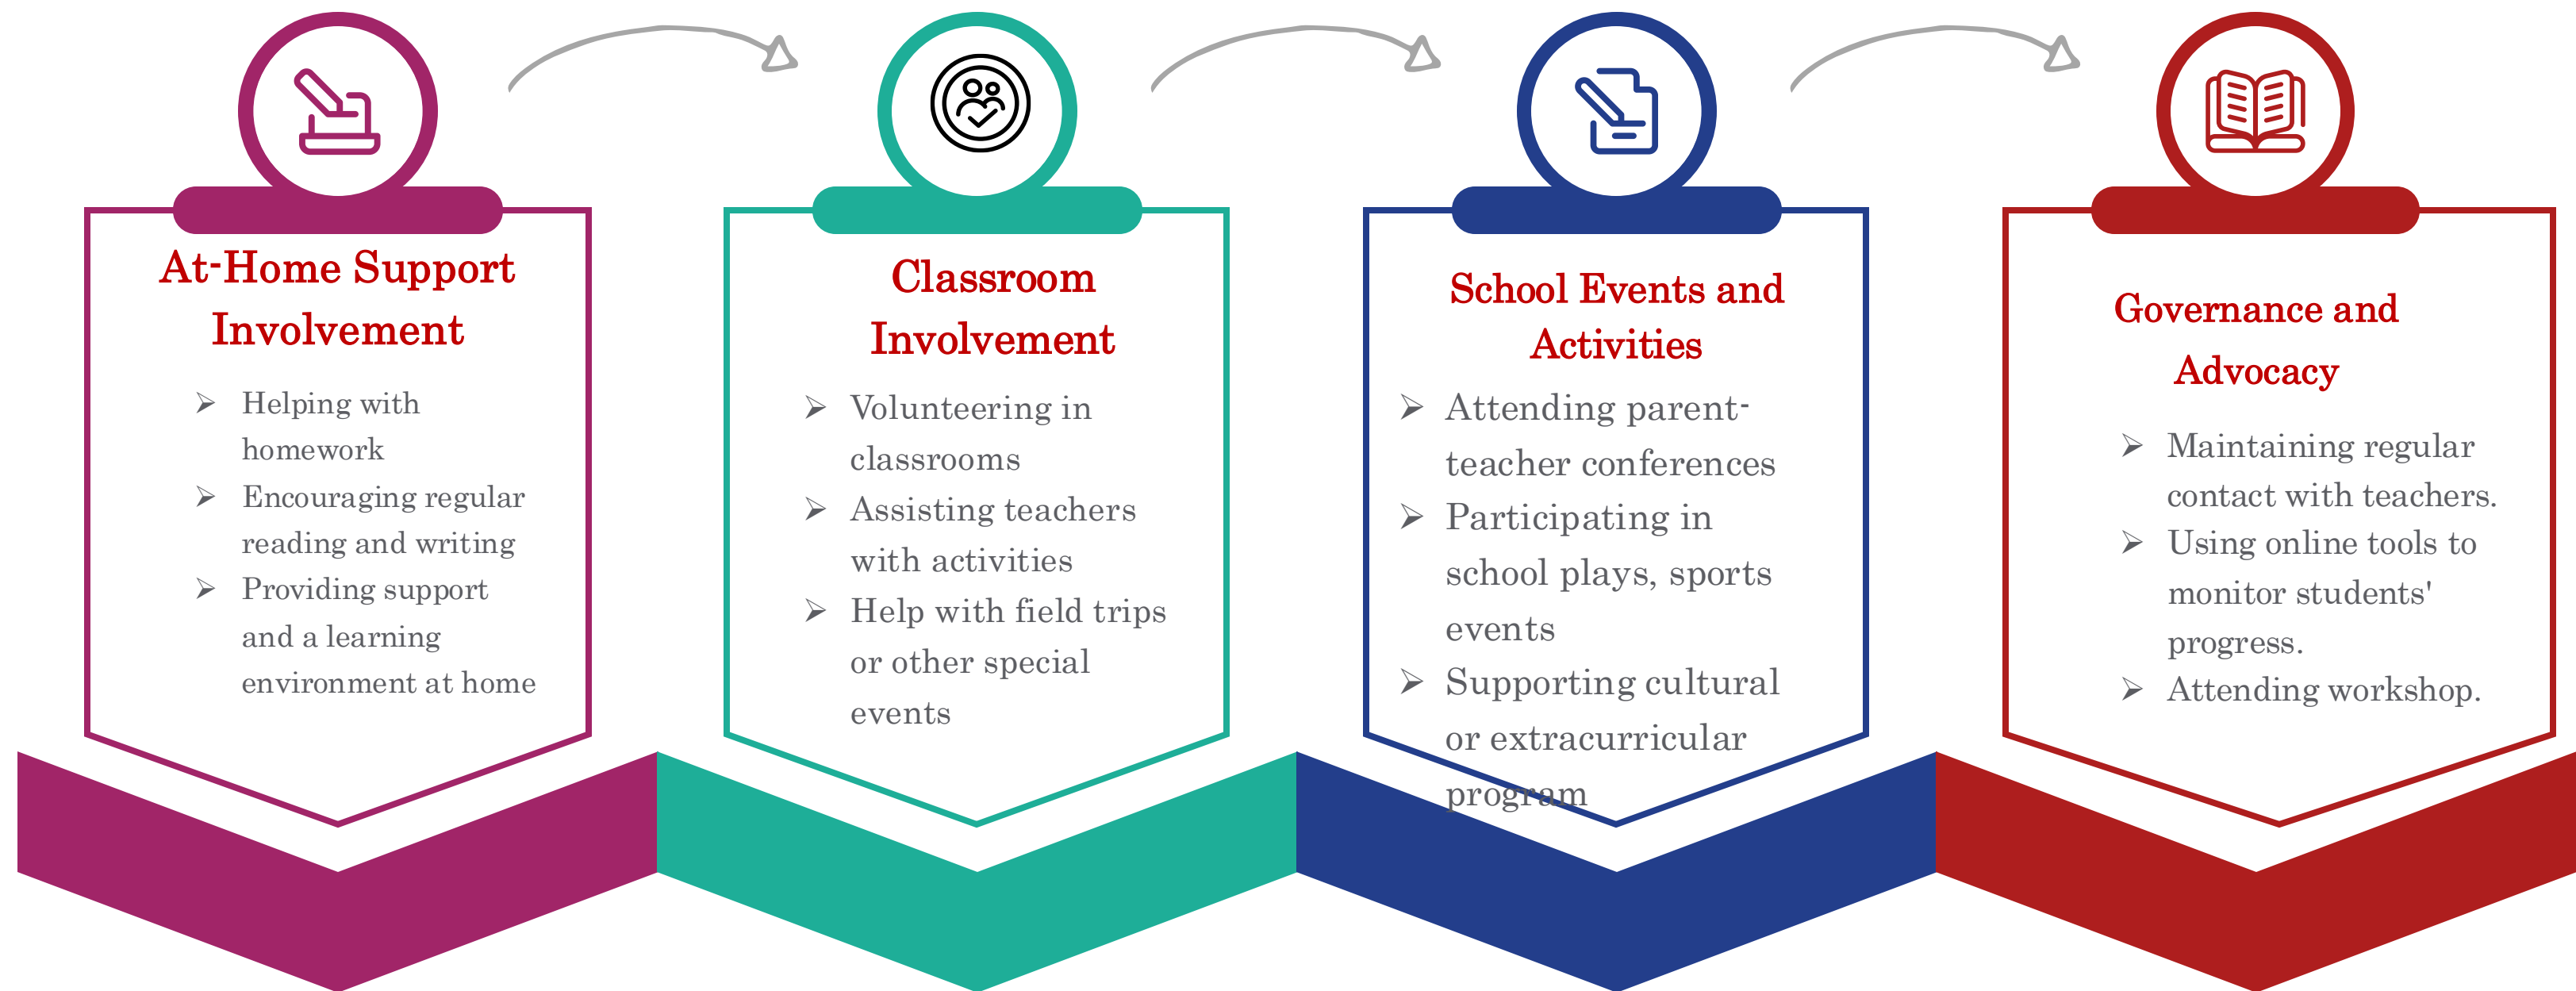 At-Home Support
Involvement
➢ Helping with
homework
➢ Encouraging regular
reading and writing
➢ Providing support
and a learning
environment at home
Classroom
Involvement
➢ Volunteering in
classrooms
➢ Assisting teachers
with activities
➢ Help with field trips
or other special
events
School Events and
Activities
➢ Attending parent-
teacher conferences
➢ Participating in
school plays, sports
events
➢ Supporting cultural
or extracurricular
program
Governance and
Advocacy
➢ Maintaining regular
contact with teachers.
➢ Using online tools to
monitor students'
progress.
➢ Attending workshop.